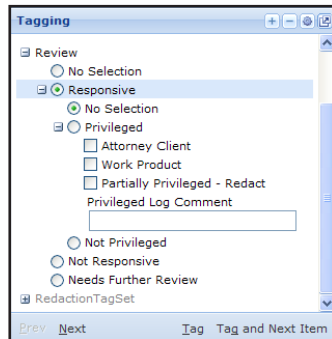 Tagging
Review
No Selection
Responsive
No Selection
Privileged
Attorney Client
Work Product
Partially Privileged - Redact
Privileged Log Comment
Not Privileged
Not Responsive
Needs Further Review
RedactionTagSet
Prev Next Tag Tag and Next Item